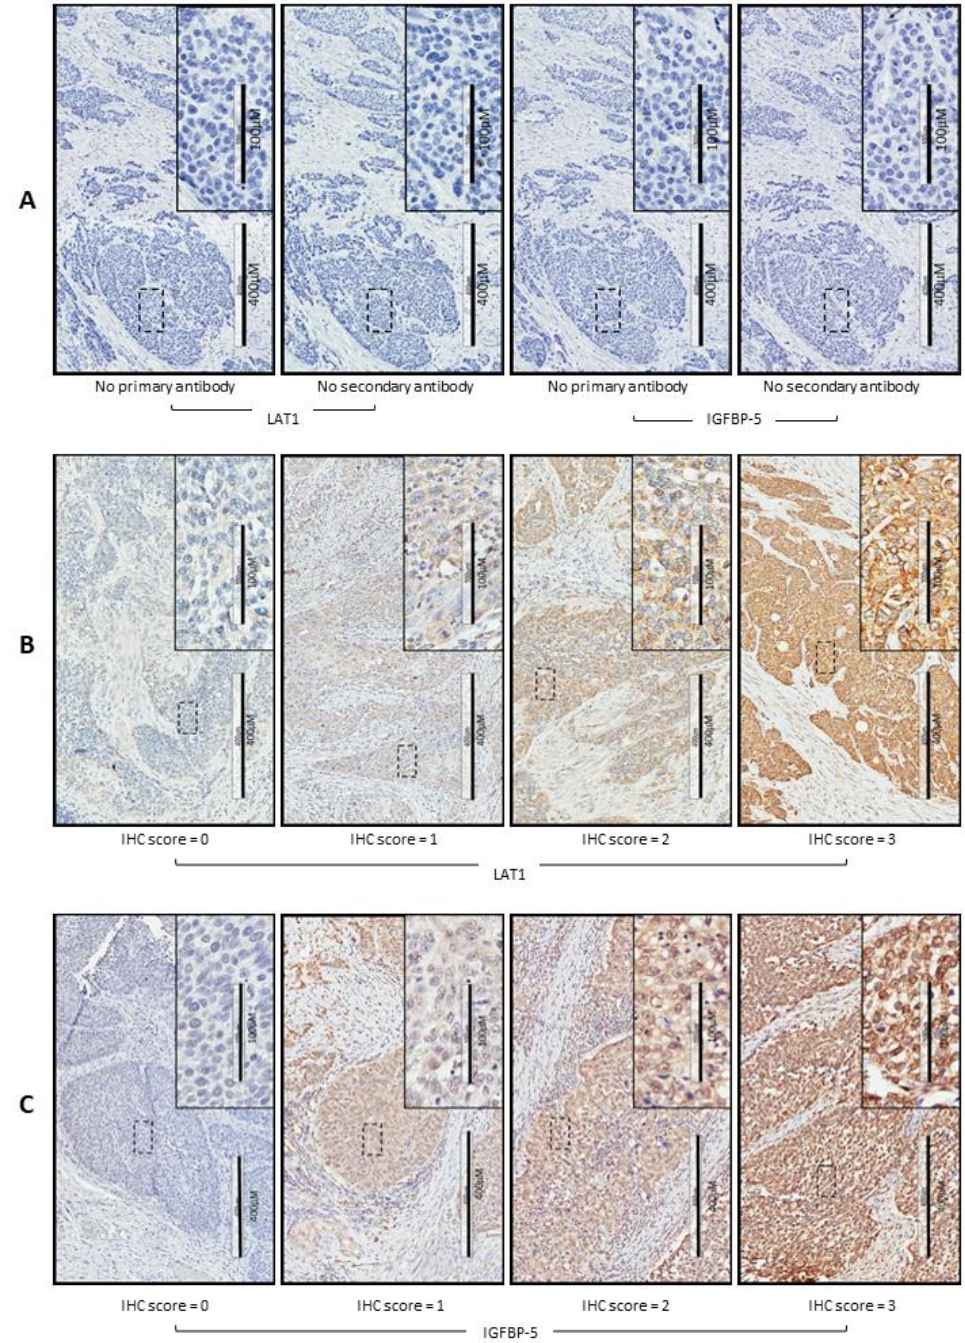 A
100µM
100µM
100µM
100µM
400µM
400µM
400µM
400µM
No primary antibody
No secondary antibody
No primary antibody
No secondary antibody
LAT1
IGFBP-5
B
100µM
100µM
100µM
100µM
400µM
400µM
400µM
400µM
IHC score = 0
IHC score = 1
IHC score = 2
IHC score = 3
LAT1
C
100µM
100µM
100µM
400µM
400µM
400µM
IHC score = 0
IHC score = 1
IHC score = 2
IHC score = 3
IGFBP-5